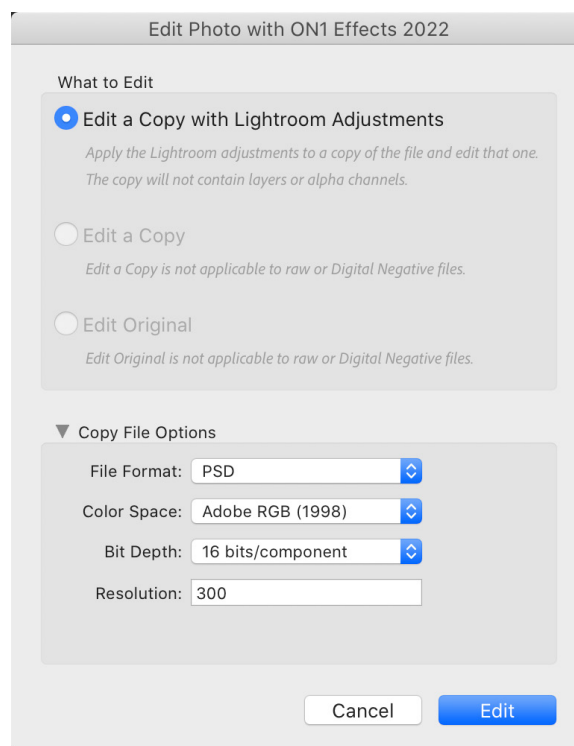 Edit Photo with ON1 Effects 2022
What to Edit
Edit a Copy with Lightroom Adjustments
Apply the Lightroom adjustments to a copy of the file and edit that one.
The copy will not contain layers or alpha channels.
Edit a Copy
Edit a Copy is not applicable to raw or Digital Negative files.
Edit Original
Edit Original is not applicable to raw or Digital Negative files.
Copy File Options
File Format: PSD
Color Space: Adobe RGB (1998)
Bit Depth: 16 bits/component
Resolution: 300
Cancel Edit